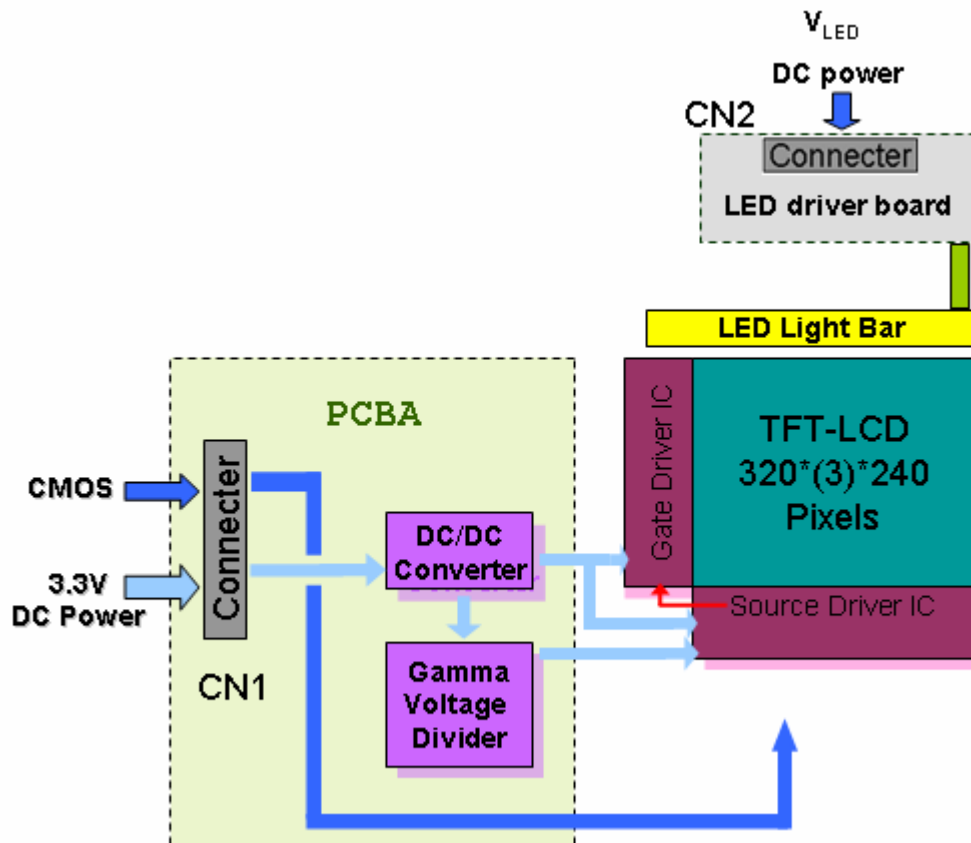 VLED
DC power
CN2
Connecter
LED driver board
LED Light Bar
PCBA
Gate Driver IC
TFT-LCD
320*(3)*240
Pixels
CMOS
Connecter
DC/DC
Converter
3.3V
DC Power
Source Driver IC
CN1
Gamma
Voltage
Divider